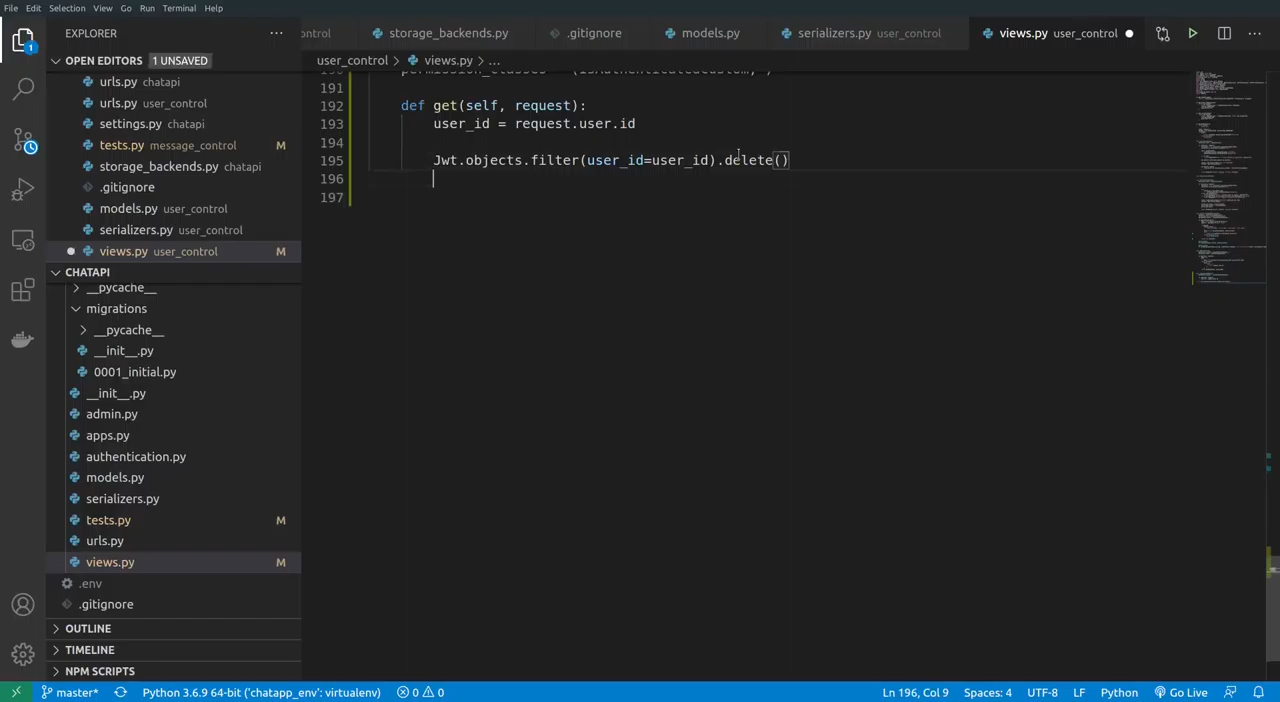 File Edit Selection View Go Run Terminal Help
EXPLORER
ontrol storage_backends.py .gitignore models.py serializers.py user_control views.py user_control
OPEN EDITORS 1 UNSAVED
user_control views.py ...
urls.py chatapi
urls.py user_control
settings.py chatapi
tests.py message_control M
storage_backends.py
.gitignore
models.py user_control
serializers.py user_control
views.py user_control M
190 permission_classes = (IsAuthenticatedCustom, )
191
192 def get(self, request):
193 user_id = request.user.id
194
195 Jwt.objects.filter(user_id=user_id).delete()
196
197
CHATAPI
__pycache__
migrations
__pycache__
__init__.py
0001_initial.py
__init__.py
admin.py
apps.py
authentication.py
models.py
serializers.py
tests.py M
urls.py
views.py M
.env
.gitignore
OUTLINE
TIMELINE
NPM SCRIPTS
1
master* Python 3.6.9 64-bit ('chatapp_env': virtualenv) 0 0 Ln 196, Col 9 Spaces: 4 UTF-8 LF Python Go Live